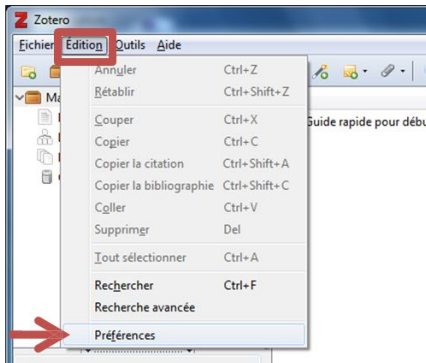 Zotero
Fichier Édition Outils Aide
Annuler Ctrl+Z
Rétablir Ctrl+Shift+Z
Couper Ctrl+X
Copier Ctrl+C
Copier la citation Ctrl+Shift+A
Copier la bibliographie Ctrl+Shift+C
Coller Ctrl+V
Supprimer Del
Tout sélectionner Ctrl+A
Rechercher Ctrl+F
Recherche avancée
Préférences
Guide rapide pour